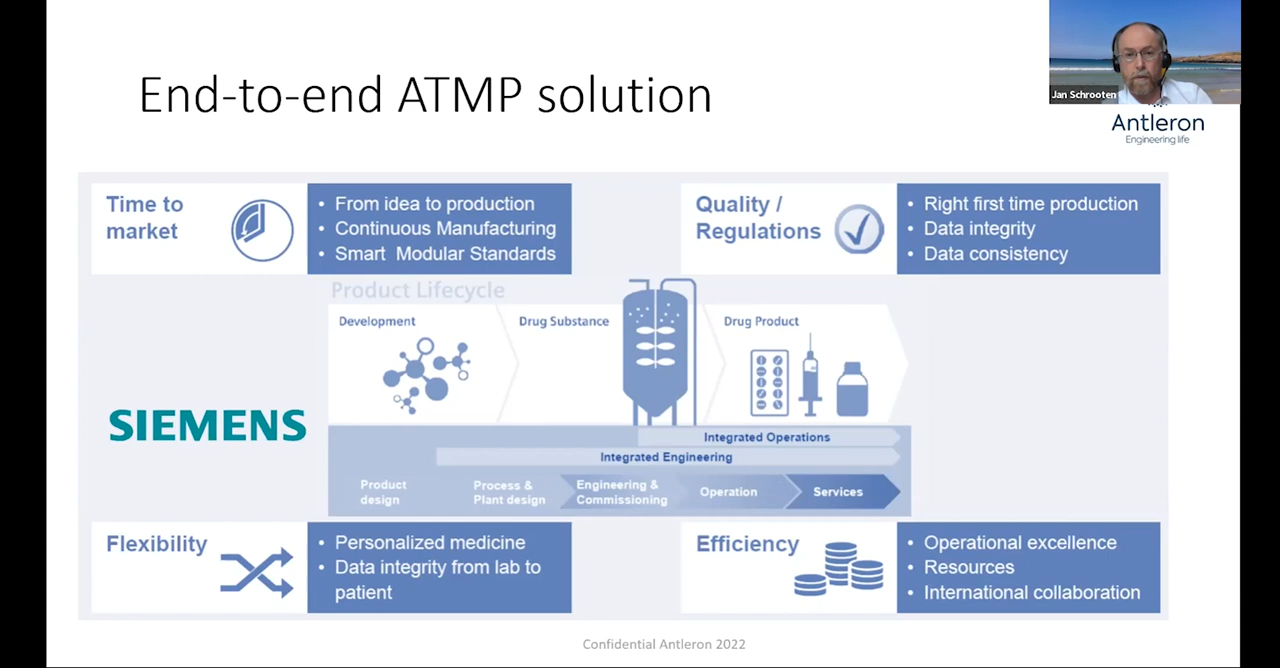 End-to-end ATMP solution
Jan Schrooten
Antleron
Engineering life
Time to
market
• From idea to production
• Continuous Manufacturing
• Smart Modular Standards
Quality /
Regulations
• Right first time production
• Data integrity
• Data consistency
Product Lifecycle
Development
Drug Substance
Drug Product
SIEMENS
Integrated Operations
Integrated Engineering
Product
design
Process &
Plant design
Engineering &
Commissioning
Operation
Services
Flexibility
• Personalized medicine
• Data integrity from lab to
patient
Efficiency
• Operational excellence
• Resources
• International collaboration
Confidential Antleron 2022